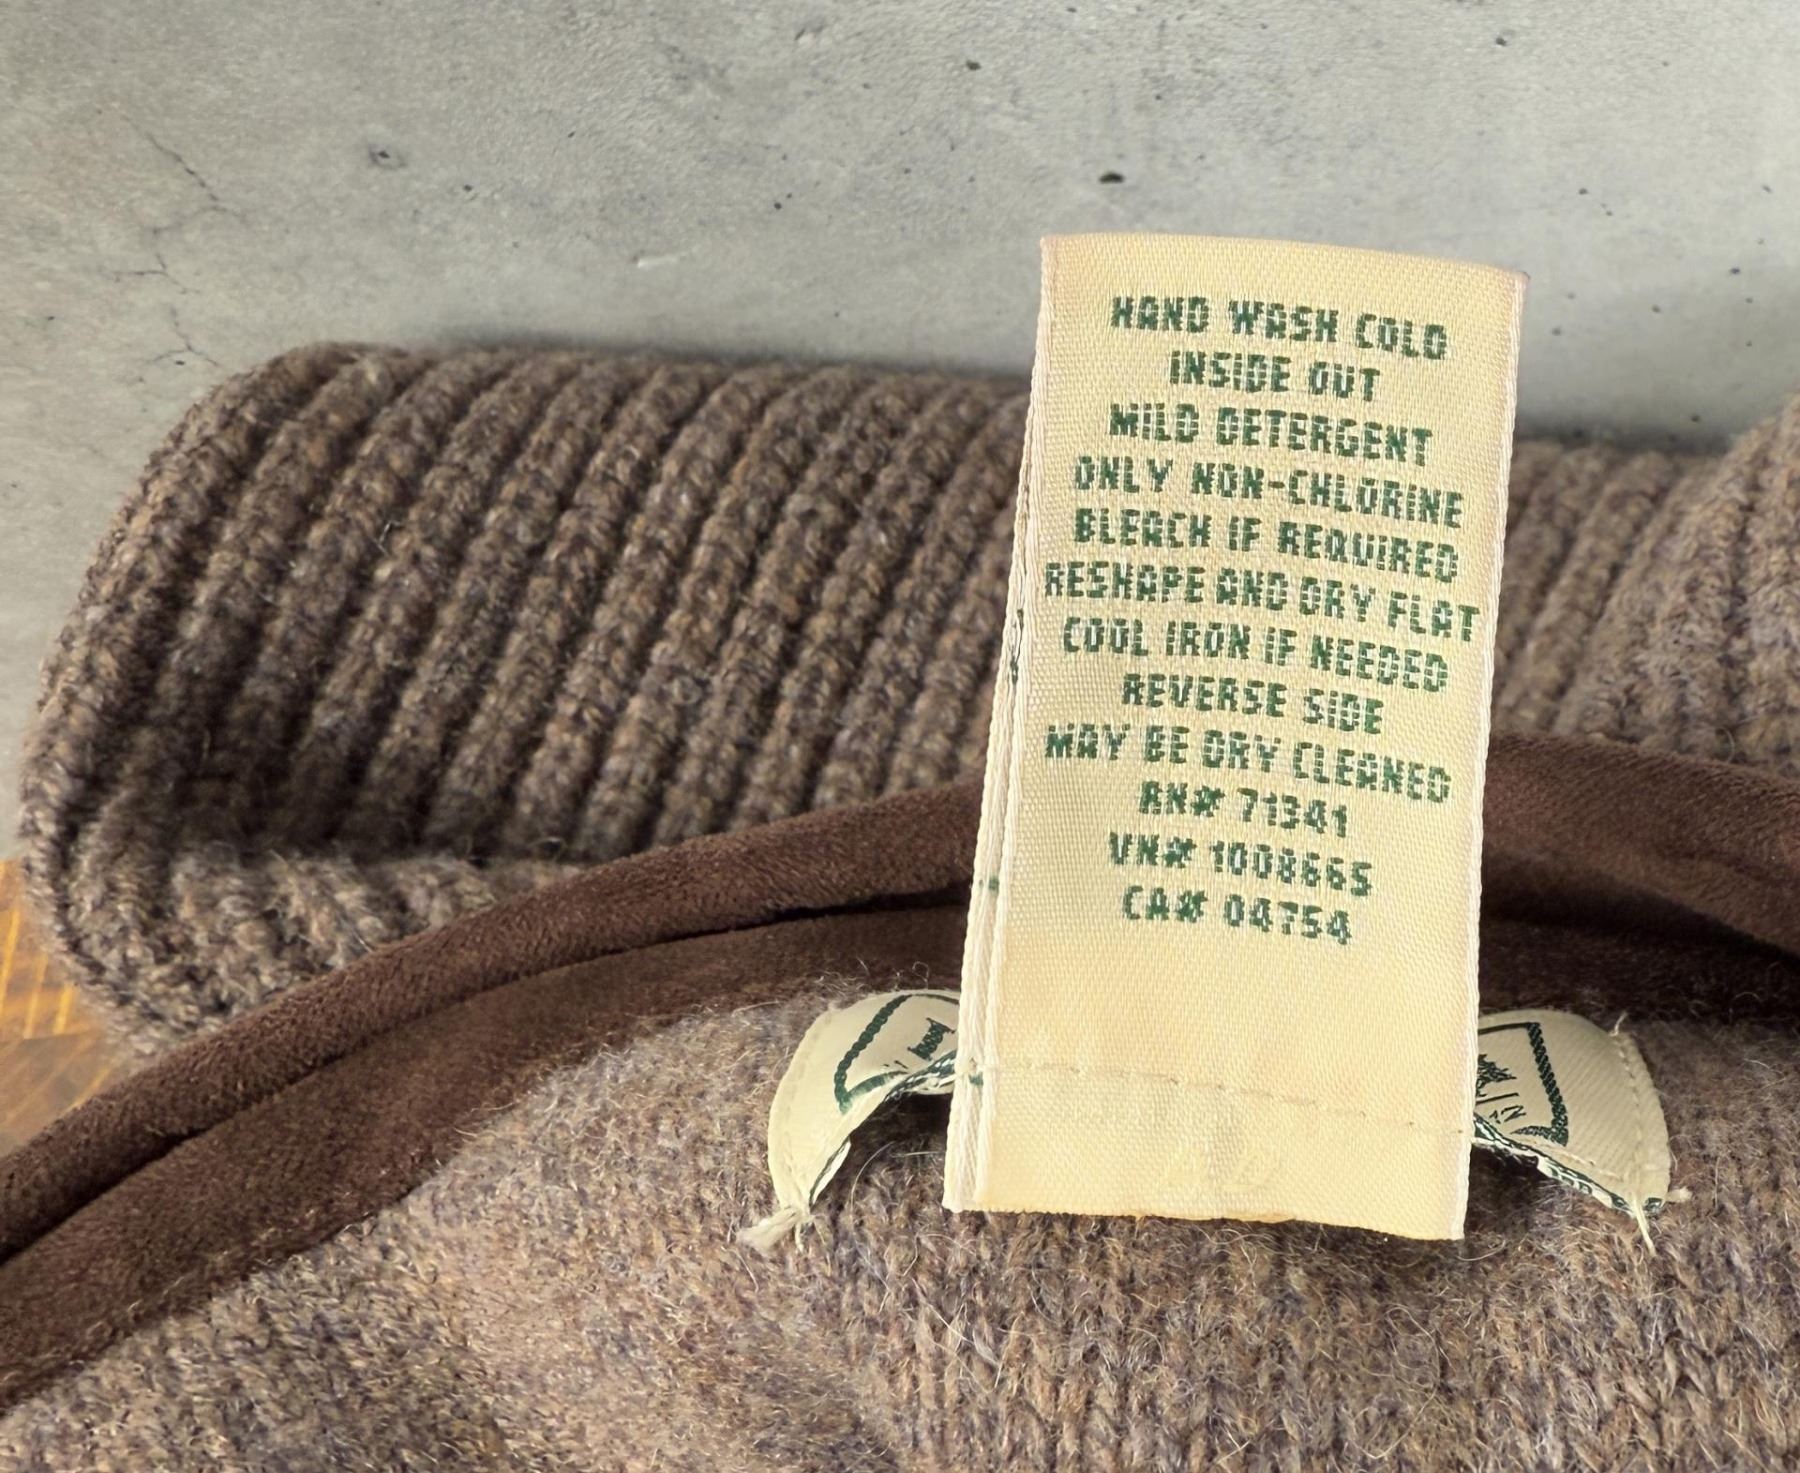 HAND WASH COLD
INSIDE OUT
MILD DETERGENT
ONLY NON-CHLORINE
BLEACH IF REQUIRED
RESHAPE AND DRY FLAT
COOL IRON IF NEEDED
REVERSE SIDE
MAY BE DRY CLEANED
RN# 71341
VN# 1008665
CA# 04754